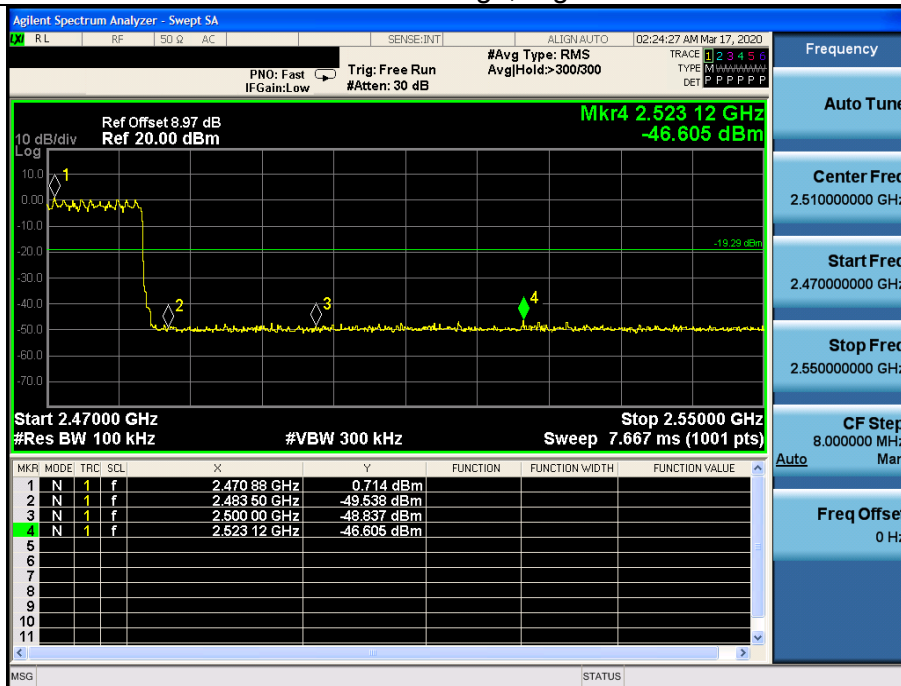 Agilent Spectrum Analyzer - Swept SA
LXI RL RF 50 Ω AC SENSE:INT ALIGN AUTO 02:24:27 AM Mar 17, 2020
PNO: Fast Trig: Free Run #Avg Type: RMS TRACE 1 2 3 4 5 6
IFGain:Low #Atten: 30 dB Avg|Hold:>300/300 TYPE M WWWWW
DET P P P P P P
Mkr4 2.523 12 GHz
-46.605 dBm
Ref Offset 8.97 dB
10 dB/div Ref 20.00 dBm
Log
10.0
0.00
-10.0
-20.0
-30.0
-40.0
-50.0
-60.0
-70.0
1
2
3
4
-19.29 dBm
Start 2.47000 GHz Stop 2.55000 GHz
#Res BW 100 kHz #VBW 300 kHz Sweep 7.667 ms (1001 pts)
MKR MODE TRC SCL X Y FUNCTION FUNCTION WIDTH FUNCTION VALUE
1 N 1 f 2.470 88 GHz 0.714 dBm
2 N 1 f 2.483 50 GHz -49.538 dBm
3 N 1 f 2.500 00 GHz -48.837 dBm
4 N 1 f 2.523 12 GHz -46.605 dBm
5
6
7
8
9
10
11
MSG STATUS
Frequency
Auto Tune
Center Freq
2.510000000 GHz
Start Freq
2.470000000 GHz
Stop Freq
2.550000000 GHz
CF Step
8.000000 MHz
Auto Man
Freq Offset
0 Hz